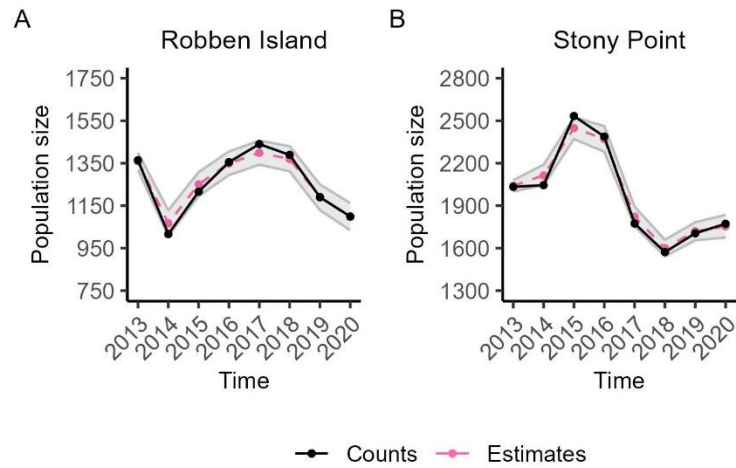 A
Robben Island
Population size
1750
1550
1350
1150
950
750
2013
2014
2015
2016
2017
2018
2019
2020
Time
B
Stony Point
Population size
2800
2500
2200
1900
1600
1300
2013
2014
2015
2016
2017
2018
2019
2020
Time
Counts
Estimates